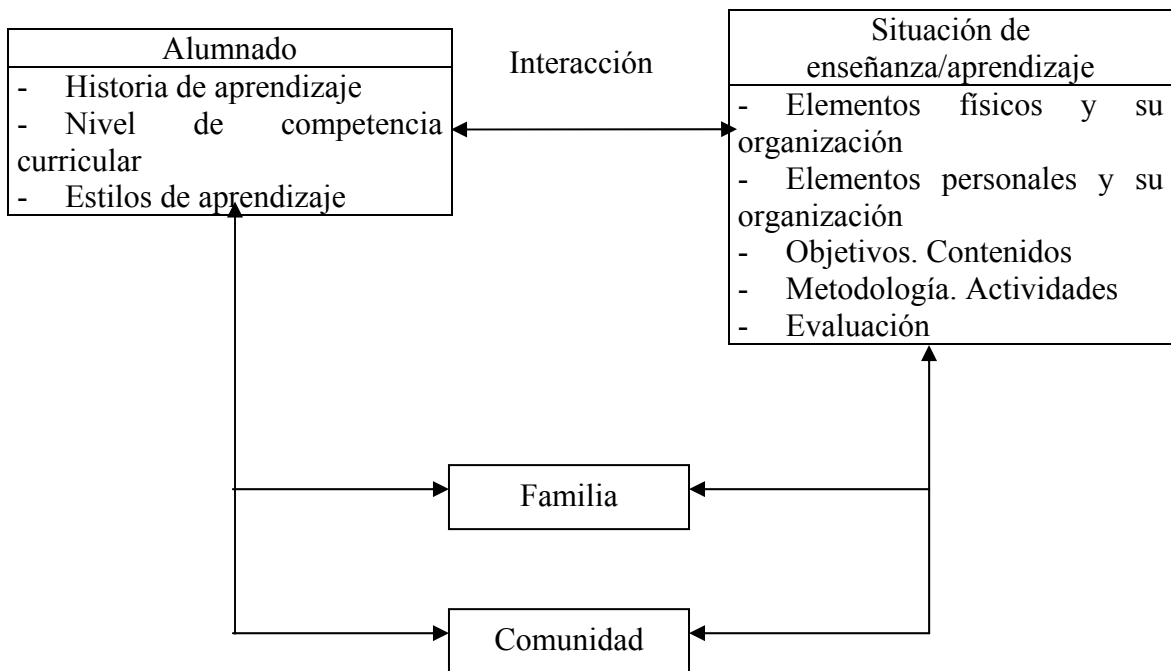 Alumnado
- Historia de aprendizaje
- Nivel de competencia
curricular
- Estilos de aprendizaje
Interacción
Situación de
enseñanza/aprendizaje
- Elementos físicos y su
organización
- Elementos personales y su
organización
- Objetivos. Contenidos
- Metodología. Actividades
- Evaluación
Familia
Comunidad